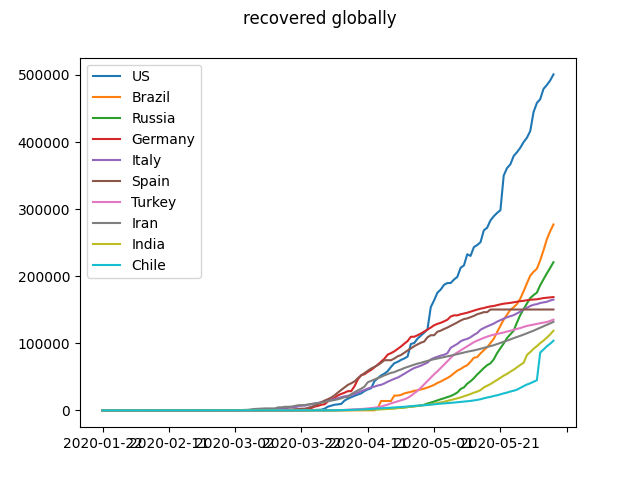 recovered globally
500000
400000
300000
200000
100000
0
US
Brazil
Russia
Germany
Italy
Spain
Turkey
Iran
India
Chile
2020-01-22 2020-02-11 2020-03-02 2020-03-22 2020-04-11 2020-05-01 2020-05-21